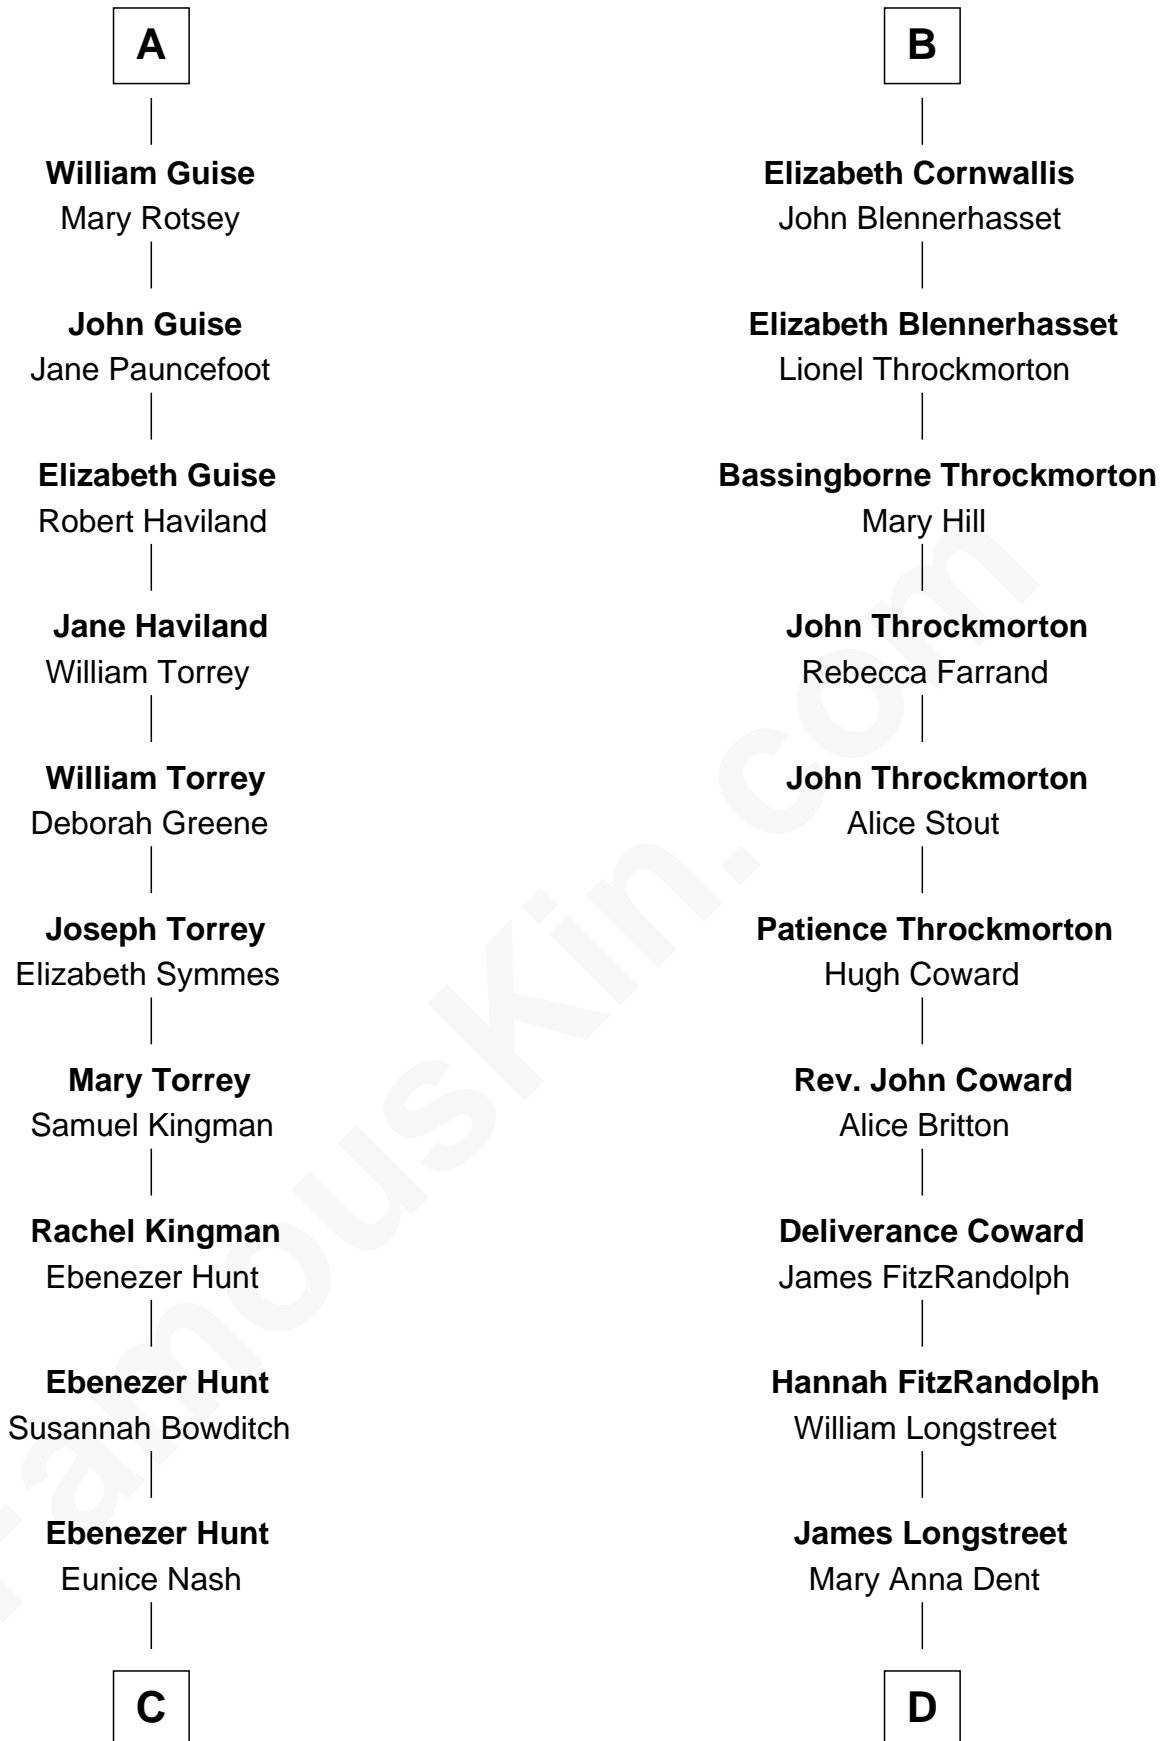 A
William Guise
Mary Rotsey
John Guise
Jane Pauncefoot
Elizabeth Guise
Robert Haviland
Jane Haviland
William Torrey
William Torrey
Deborah Greene
Joseph Torrey
Elizabeth Symmes
Mary Torrey
Samuel Kingman
Rachel Kingman
Ebenezer Hunt
Ebenezer Hunt
Susannah Bowditch
Ebenezer Hunt
Eunice Nash
C
B
Elizabeth Cornwallis
John Blennerhasset
Elizabeth Blennerhasset
Lionel Throckmorton
Bassingborne Throckmorton
Mary Hill
John Throckmorton
Rebecca Farrand
John Throckmorton
Alice Stout
Patience Throckmorton
Hugh Coward
Rev. John Coward
Alice Britton
Deliverance Coward
James FitzRandolph
Hannah FitzRandolph
William Longstreet
James Longstreet
Mary Anna Dent
D
FamousKin.com